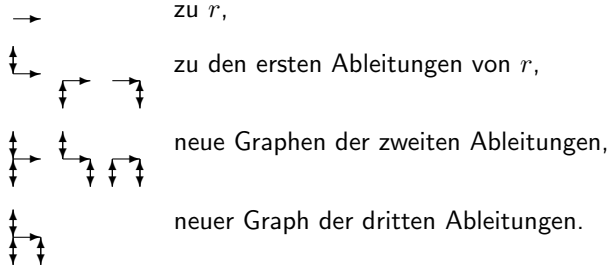 zu r,
zu den ersten Ableitungen von r,
neue Graphen der zweiten Ableitungen,
neuer Graph der dritten Ableitungen.